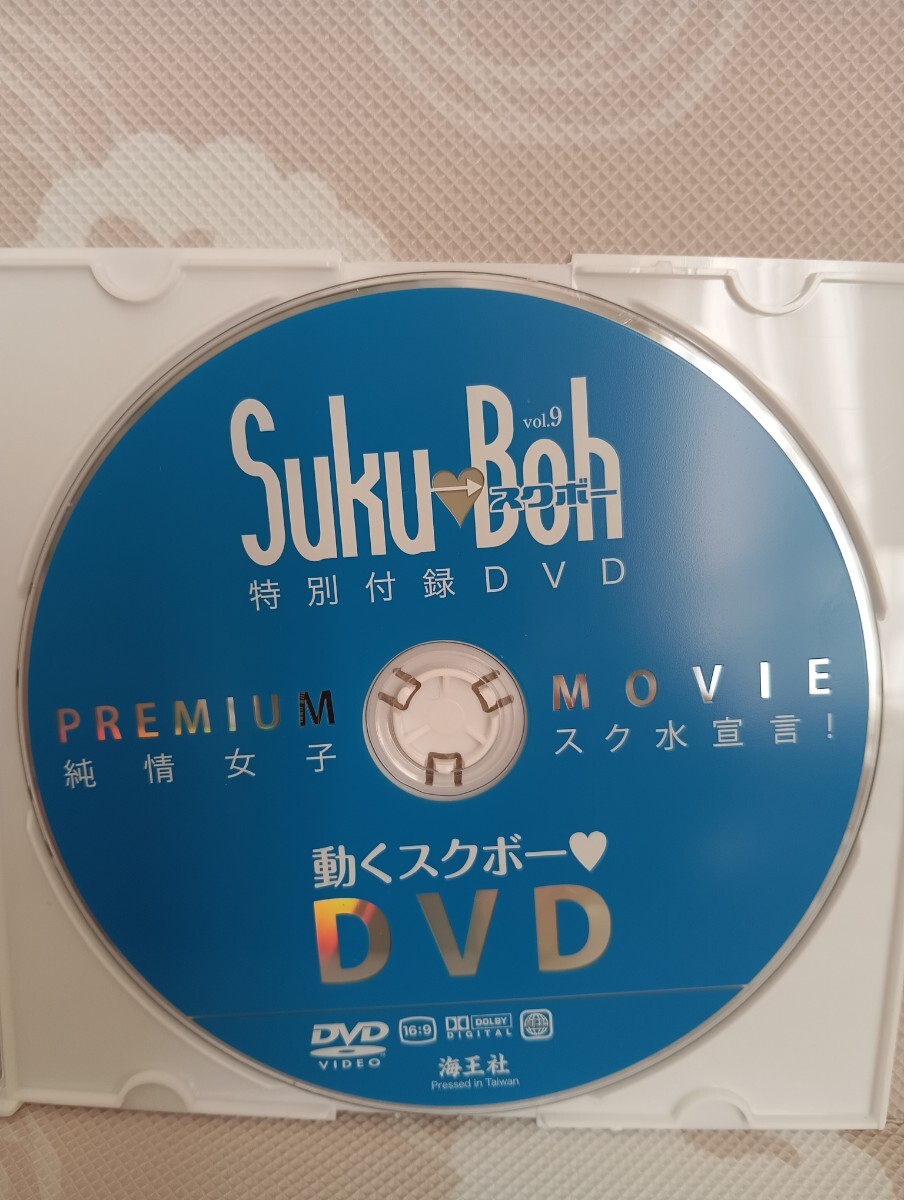 Suku Boh
vol.9
スクボー
特別付録DVD
PREMIUM MOVIE
純情女子 スク水宣言!
動くスクボー♥
DVD
DVD VIDEO
16:9
DOLBY DIGITAL
海王社
Pressed in Taiwan